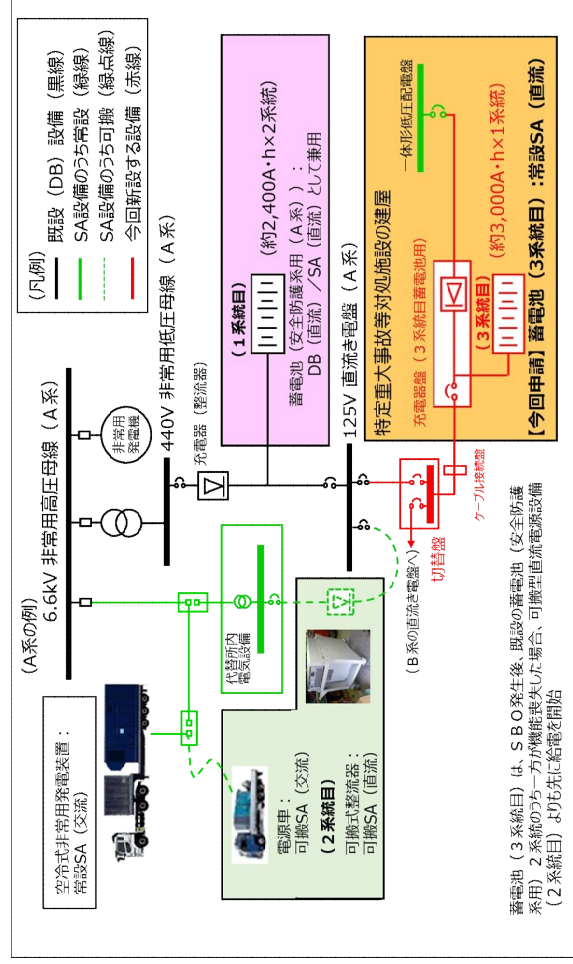 (A系の例)
6.6kV 非常用高圧母線（A系）
(凡例)
既設（DB）設備（黒線）
SA設備のうち常設（緑線）
SA設備のうち可搬（緑点線）
今回新設する設備（赤線）
空冷式非常用発電装置：
常設SA（交流）
非常用
発電機
440V 非常用低圧母線（A系）
充電器（整流器）
代替所内
電気設備
(1系統目)
(約2,400A・h×2系統)
蓄電池（安全防護系用（A系））：
DB（直流）／SA（直流）として兼用
125V 直流き電盤（A系）
電源車：
可搬SA（交流）
(2系統目)
可搬式整流器：
可搬SA（直流）
(B系の直流き電盤へ)
切替盤
ケーブル接続盤
特定重大事故等対処施設の建屋
充電器盤（3系統目蓄電池用）
一体形低圧配電盤
(3系統目)
(約3,000A・h×1系統)
【今回申請】蓄電池（3系統目）:常設SA（直流）
蓄電池（3系統目）は、SBO発生後、既設の蓄電池（安全防護
系用）2系統のうち一方が機能喪失した場合、可搬型直流電源設備
（2系統目）よりも先に給電を開始